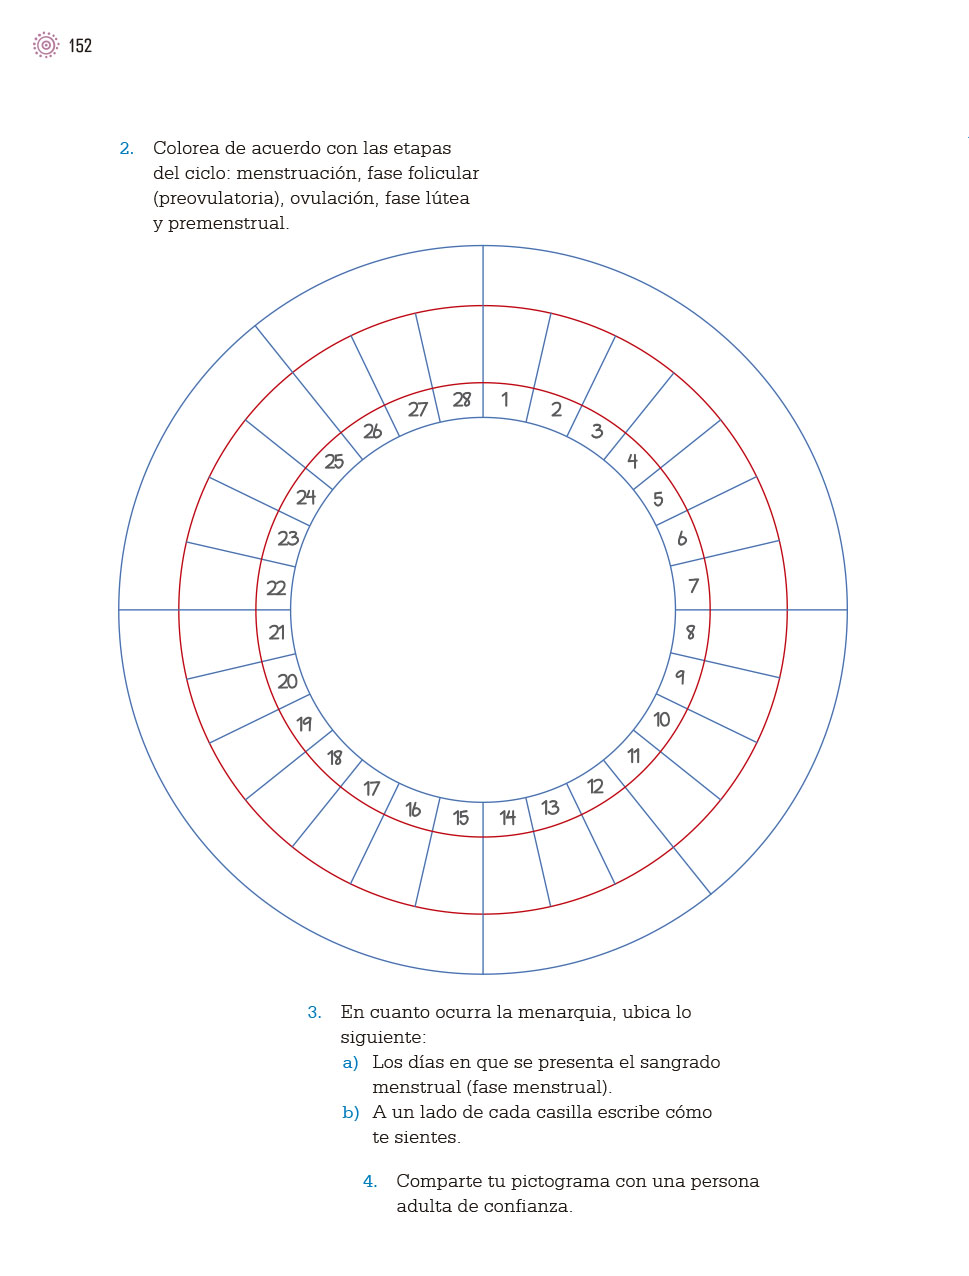 152
2. Colorea de acuerdo con las etapas
del ciclo: menstruación, fase folicular
(preovulatoria), ovulación, fase lútea
y premenstrual.
1
2
3
4
5
6
7
8
9
10
11
12
13
14
15
16
17
18
19
20
21
22
23
24
25
26
27
28
3. En cuanto ocurra la menarquia, ubica lo
siguiente:
a) Los días en que se presenta el sangrado
menstrual (fase menstrual).
b) A un lado de cada casilla escribe cómo
te sientes.
4. Comparte tu pictograma con una persona
adulta de confianza.